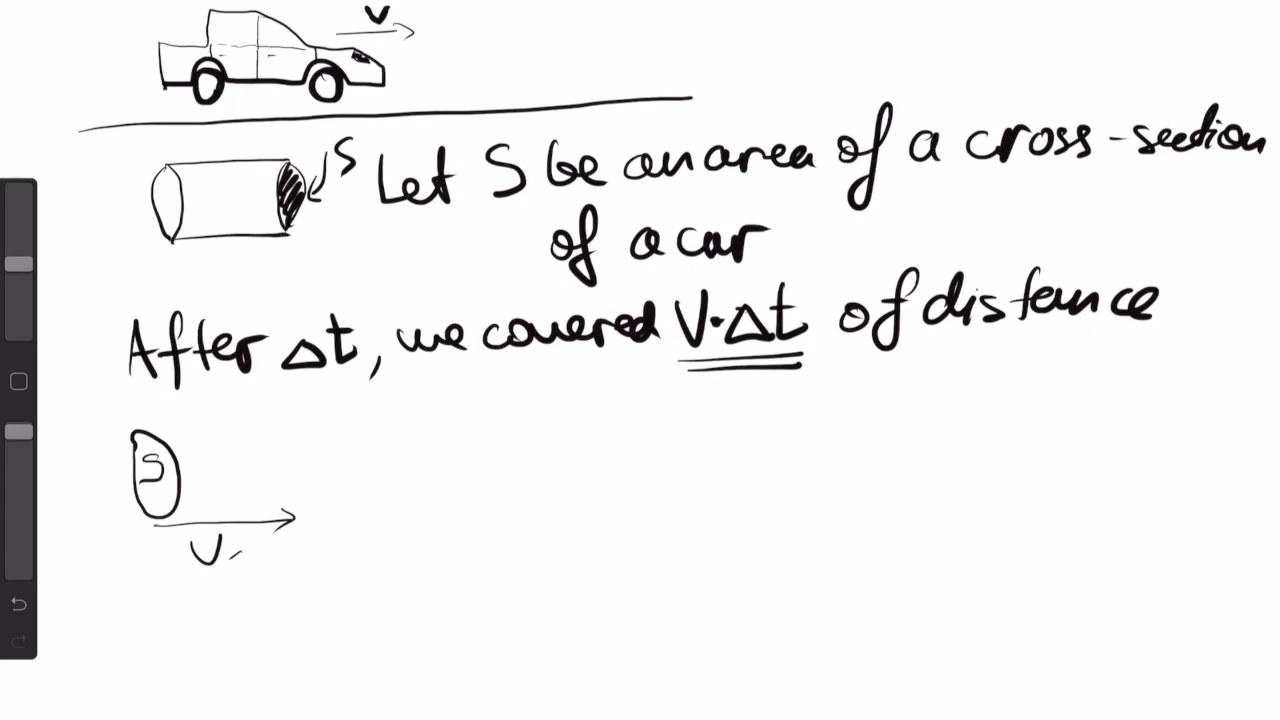 V
S
Let S be an area of a cross-section
of a car
After Δt, we covered V·Δt of distance
S
V